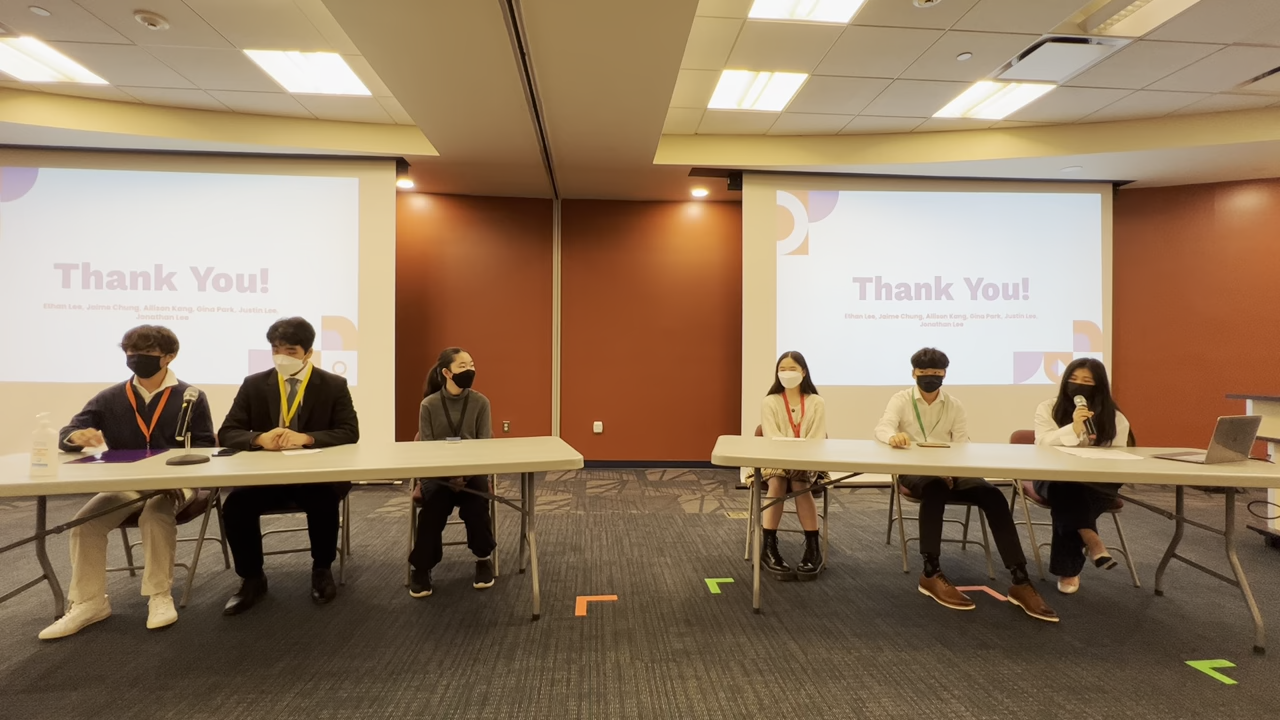 Thank You!
Ethan Lee, Jaime Chung, Allison Kang, Gina Park, Justin Lee,
Jonathan Lee
Thank You!
Ethan Lee, Jaime Chung, Allison Kang, Gina Park, Justin Lee,
Jonathan Lee